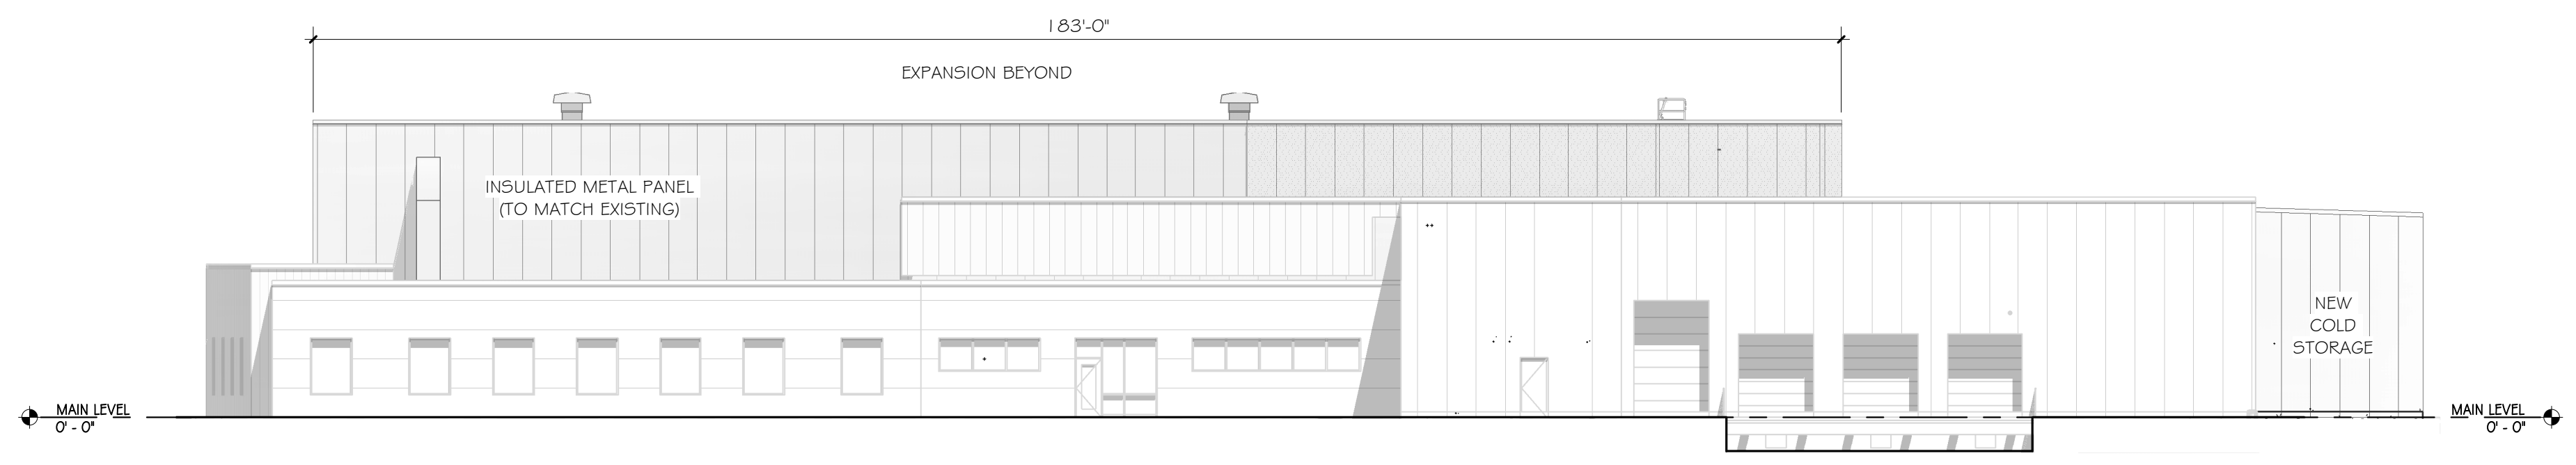 183'-0"
EXPANSION BEYOND
INSULATED METAL PANEL
(TO MATCH EXISTING)
NEW
COLD
STORAGE
MAIN LEVEL
0' - 0"
MAIN LEVEL
0' - 0"